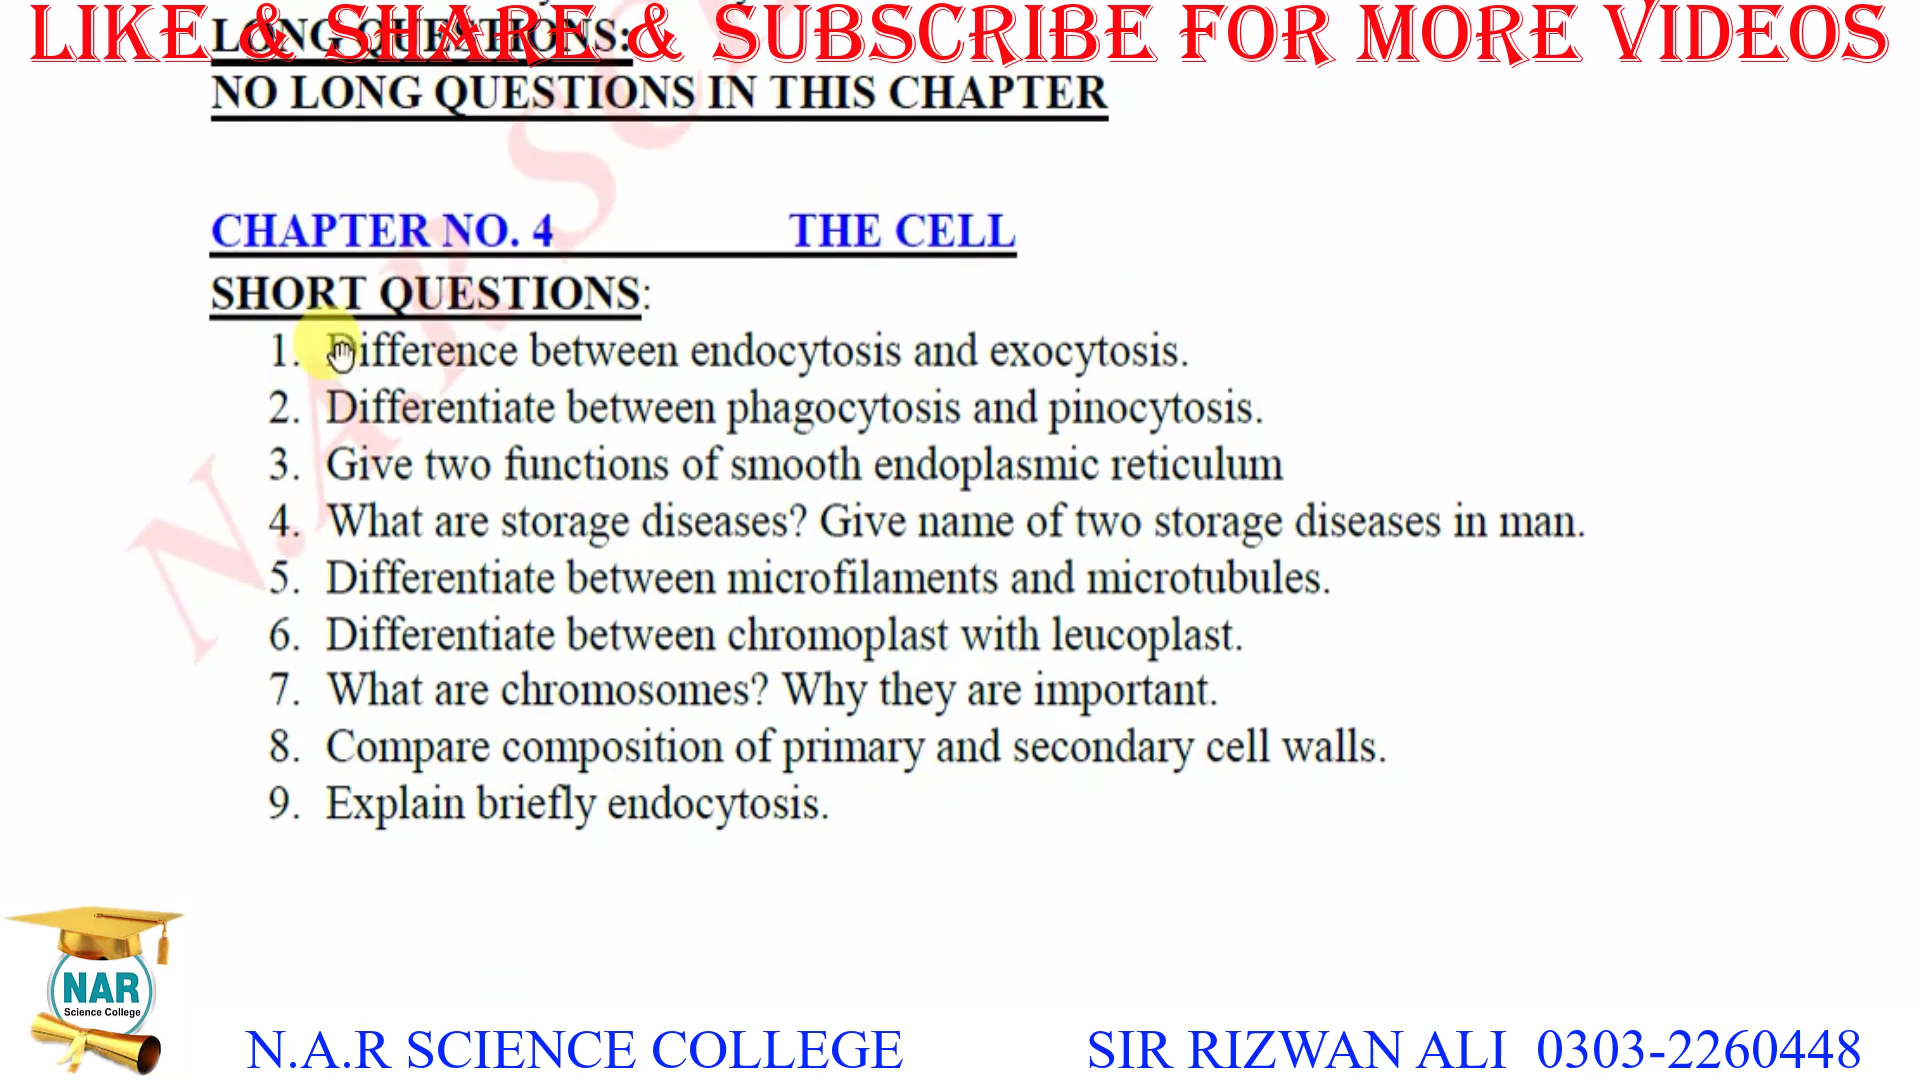 LIKE & SHARE & SUBSCRIBE FOR MORE VIDEOS
LONG QUESTIONS:
NO LONG QUESTIONS IN THIS CHAPTER
CHAPTER NO. 4 THE CELL
SHORT QUESTIONS:
1. Difference between endocytosis and exocytosis.
2. Differentiate between phagocytosis and pinocytosis.
3. Give two functions of smooth endoplasmic reticulum
4. What are storage diseases? Give name of two storage diseases in man.
5. Differentiate between microfilaments and microtubules.
6. Differentiate between chromoplast with leucoplast.
7. What are chromosomes? Why they are important.
8. Compare composition of primary and secondary cell walls.
9. Explain briefly endocytosis.
NAR
Science College
N.A.R SCIENCE COLLEGE SIR RIZWAN ALI 0303-2260448